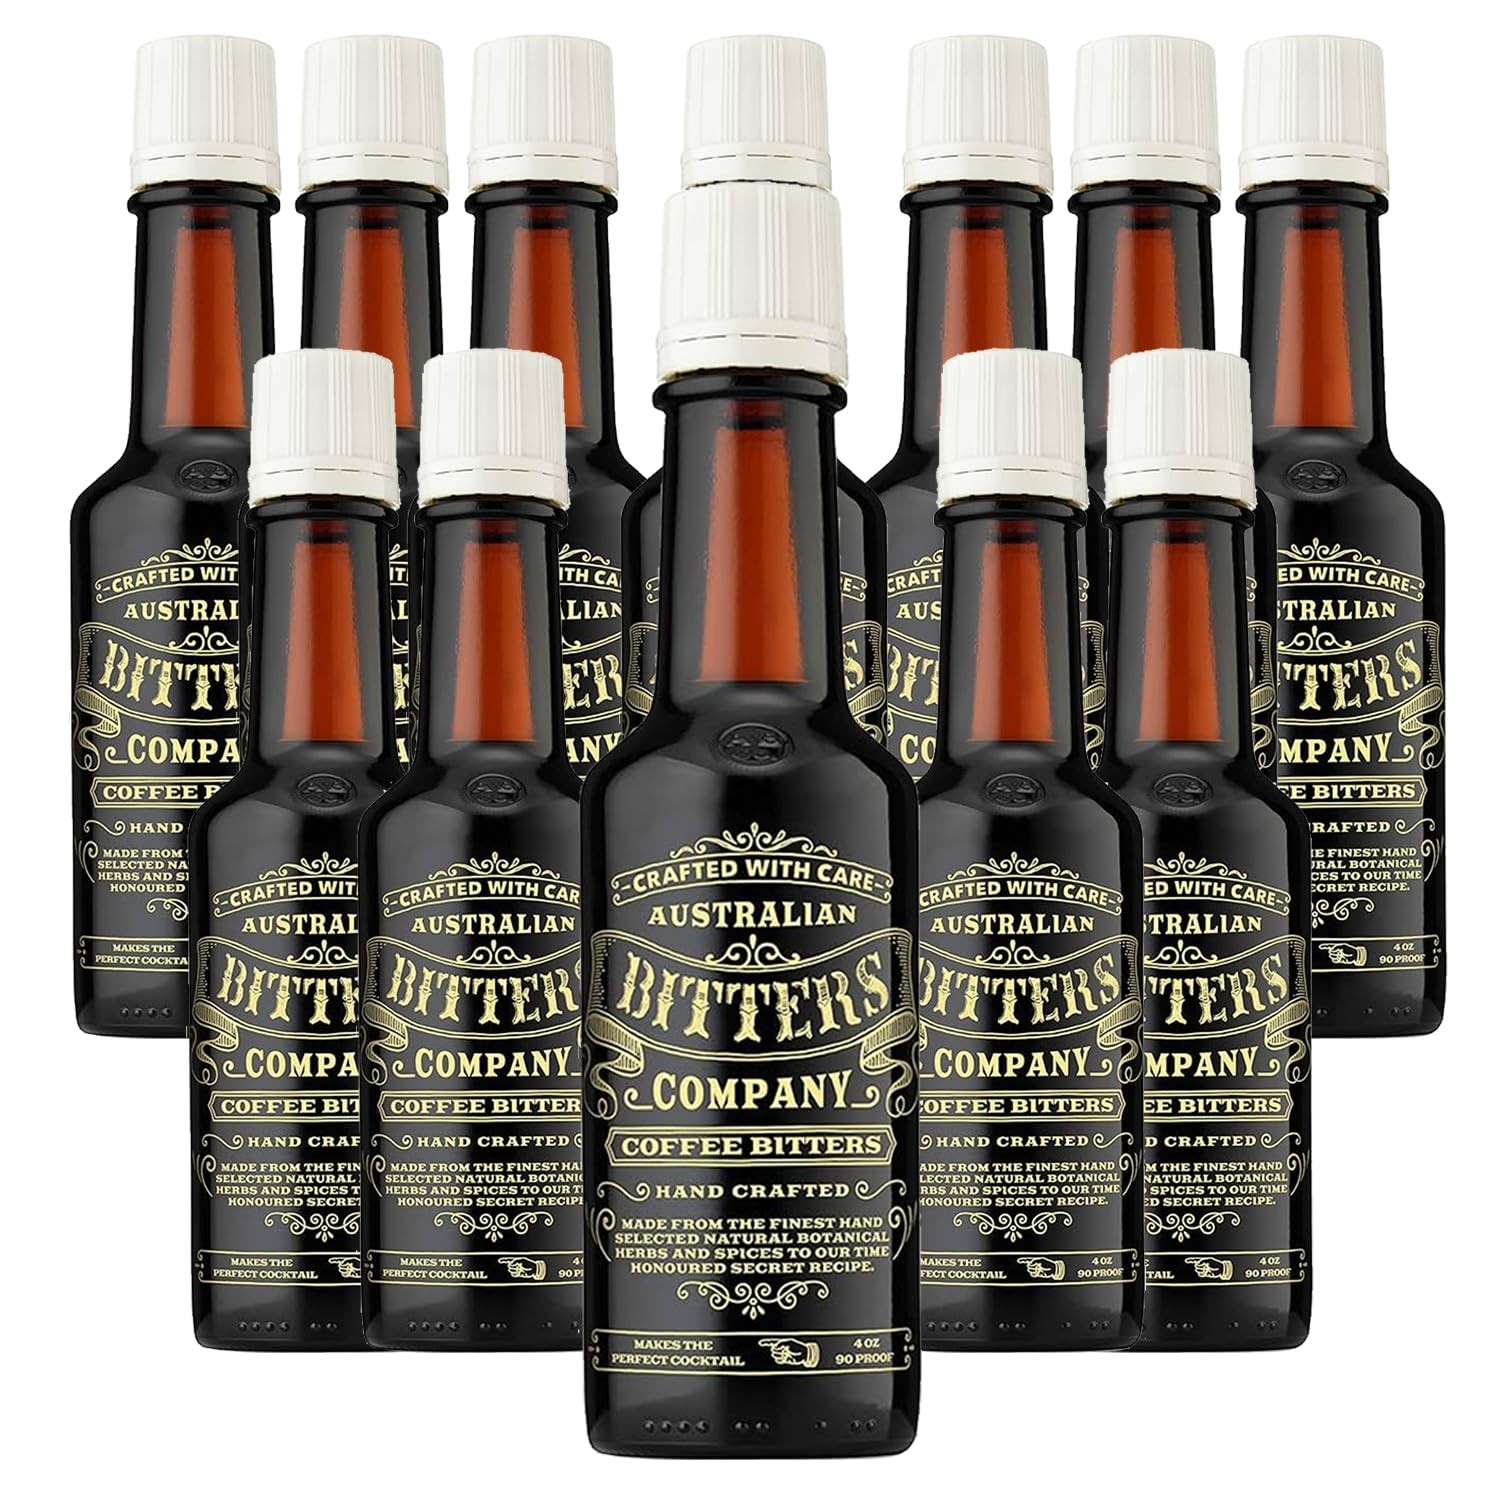 CRAFTED WITH CARE
AUSTRALIAN
BITTERS
COMPANY
COFFEE BITTERS
HAND CRAFTED
MADE FROM THE FINEST HAND
SELECTED NATURAL BOTANICAL
HERBS AND SPICES TO OUR TIME
HONOURED SECRET RECIPE.
MAKES THE
PERFECT COCKTAIL
4 OZ
90 PROOF